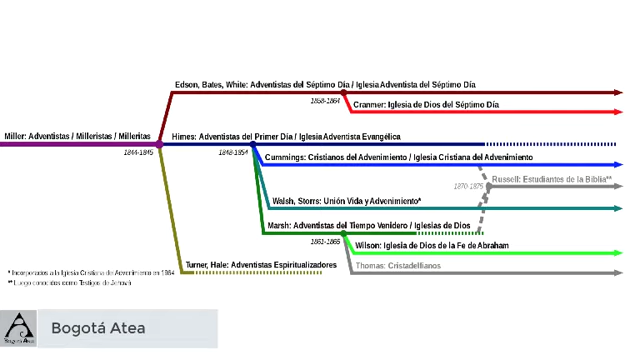 Edson, Bates, White: Adventistas del Séptimo Día / Iglesia Adventista del Séptimo Día
1858-1864
Cranmer: Iglesia de Dios del Séptimo Día
Miller: Adventistas / Milleristas / Milleritas
Himes: Adventistas del Primer Día / Iglesia Adventista Evangélica
1844-1845
1848-1854
Cummings: Cristianos del Advenimiento / Iglesia Cristiana del Advenimiento
Russell: Estudiantes de la Biblia**
1870-1875
Walsh, Storrs: Unión Vida y Advenimiento*
Marsh: Adventistas del Tiempo Venidero / Iglesias de Dios
1861-1865
Wilson: Iglesia de Dios de la Fe de Abraham
Turner, Hale: Adventistas Espiritualizadores
Thomas: Cristadelfianos
* Incorporados a la Iglesia Cristiana del Advenimiento en 1964
** Luego conocidos como Testigos de Jehová
Bogotá Atea
Bogotá Atea